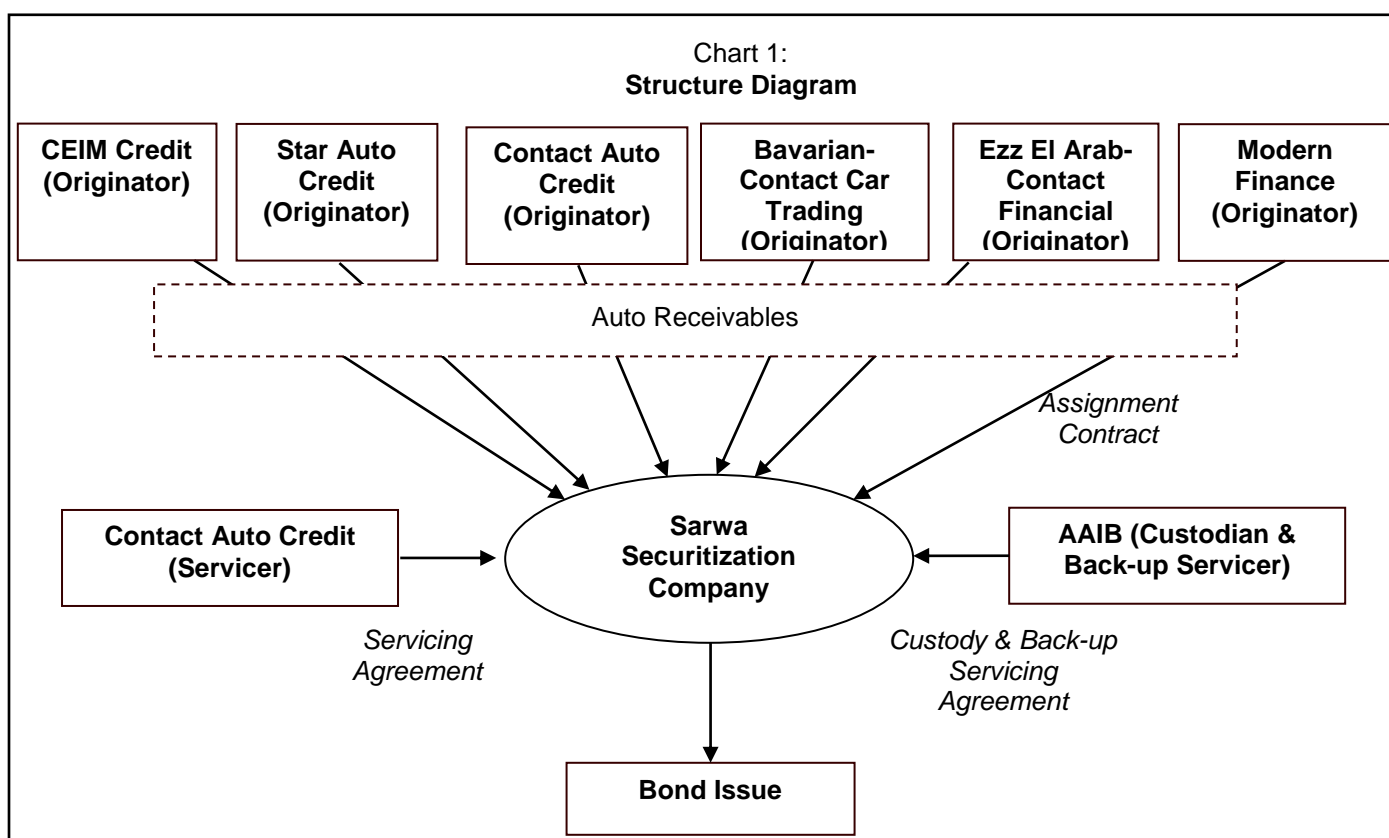 Chart 1:
Structure Diagram
CEIM Credit
(Originator)
Star Auto
Credit
(Originator)
Contact Auto
Credit
(Originator)
Bavarian-
Contact Car
Trading
(Originator)
Ezz El Arab-
Contact
Financial
(Originator)
Modern
Finance
(Originator)
Auto Receivables
Assignment
Contract
Contact Auto Credit
(Servicer)
Sarwa
Securitization
Company
AAIB (Custodian &
Back-up Servicer)
Servicing
Agreement
Custody & Back-up
Servicing
Agreement
Bond Issue